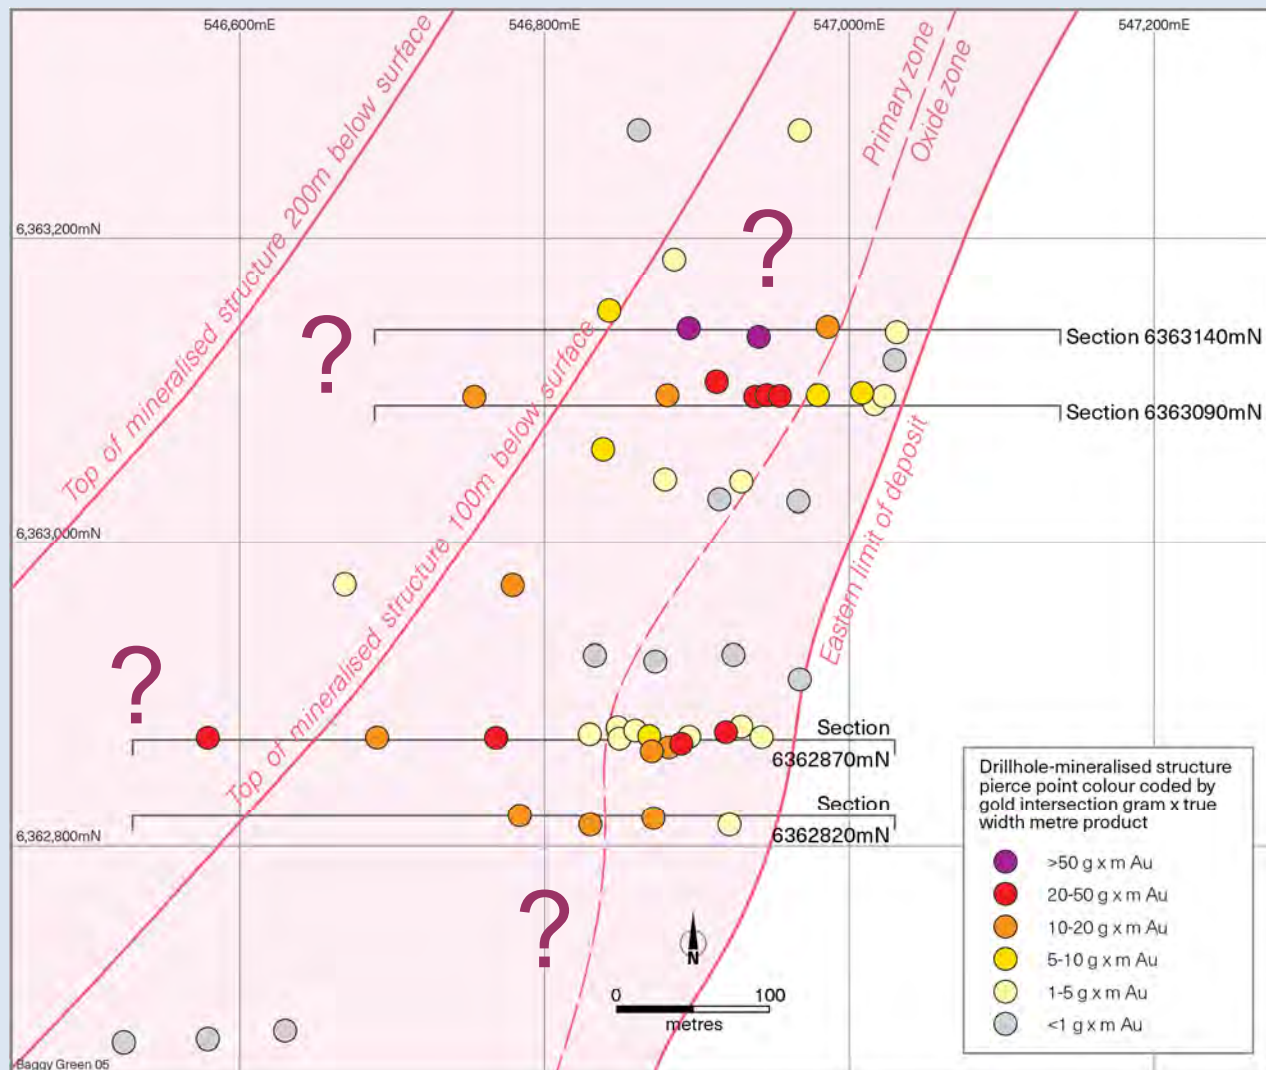 546,600mE
546,800mE
547,000mE
547,200mE
Top of mineralised structure 200m below surface
Primary zone
Oxide zone
6,363,200mN
?
?
Section 6363140mN
Top of mineralised structure 100m below surface
Section 6363090mN
Eastern limit of deposit
6,363,000mN
?
Section
6362870mN
Section
6362820mN
6,362,800mN
?
N
0 100
metres
Drillhole-mineralised structure
pierce point colour coded by
gold intersection gram x true
width metre product
>50 g x m Au
20-50 g x m Au
10-20 g x m Au
5-10 g x m Au
1-5 g x m Au
<1 g x m Au
Baggy Green 05